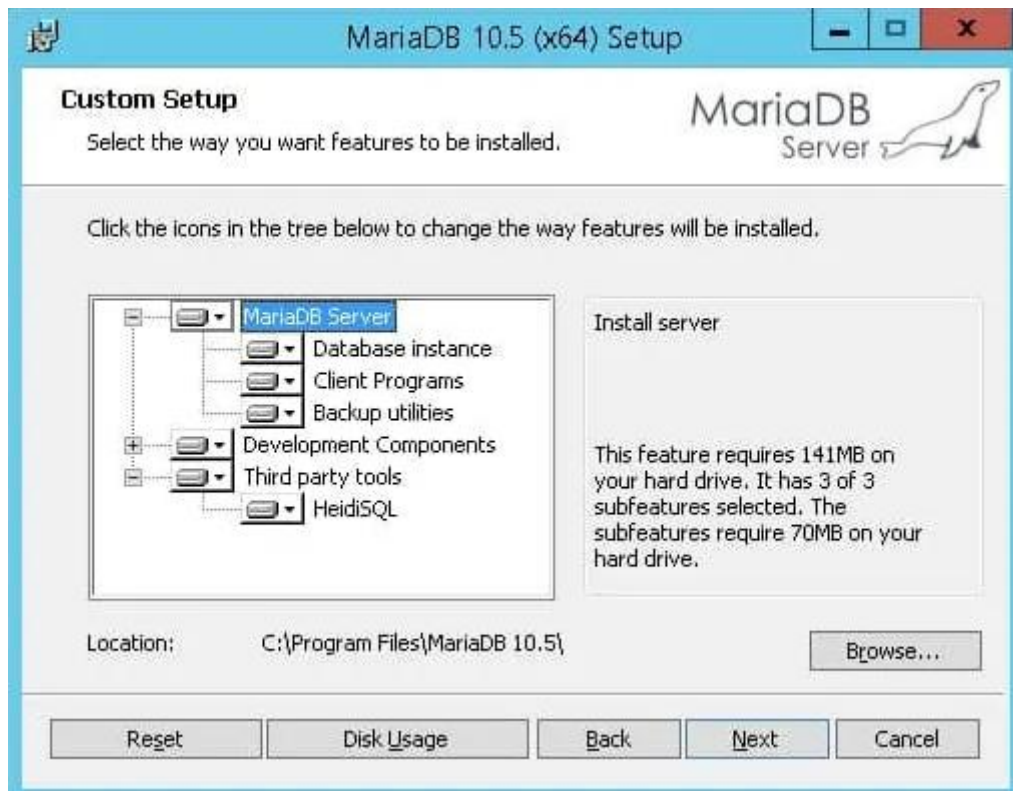 MariaDB 10.5 (x64) Setup
Custom Setup
Select the way you want features to be installed.
MariaDB
Server
Click the icons in the tree below to change the way features will be installed.
MariaDB Server
Database instance
Client Programs
Backup utilities
Development Components
Third party tools
HeidiSQL
Install server
This feature requires 141MB on
your hard drive. It has 3 of 3
subfeatures selected. The
subfeatures require 70MB on your
hard drive.
Location:
C:\Program Files\MariaDB 10.5\
Browse...
Reset
Disk Usage
Back
Next
Cancel